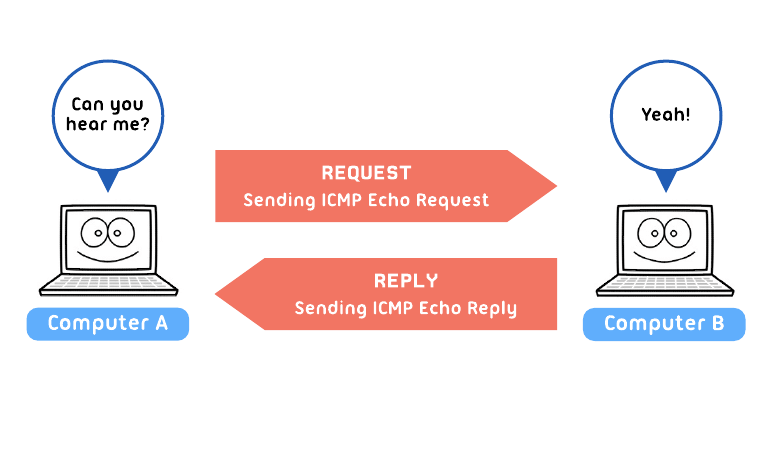 Can you
hear me?
Yeah!
REQUEST
Sending ICMP Echo Request
REPLY
Sending ICMP Echo Reply
Computer A
Computer B